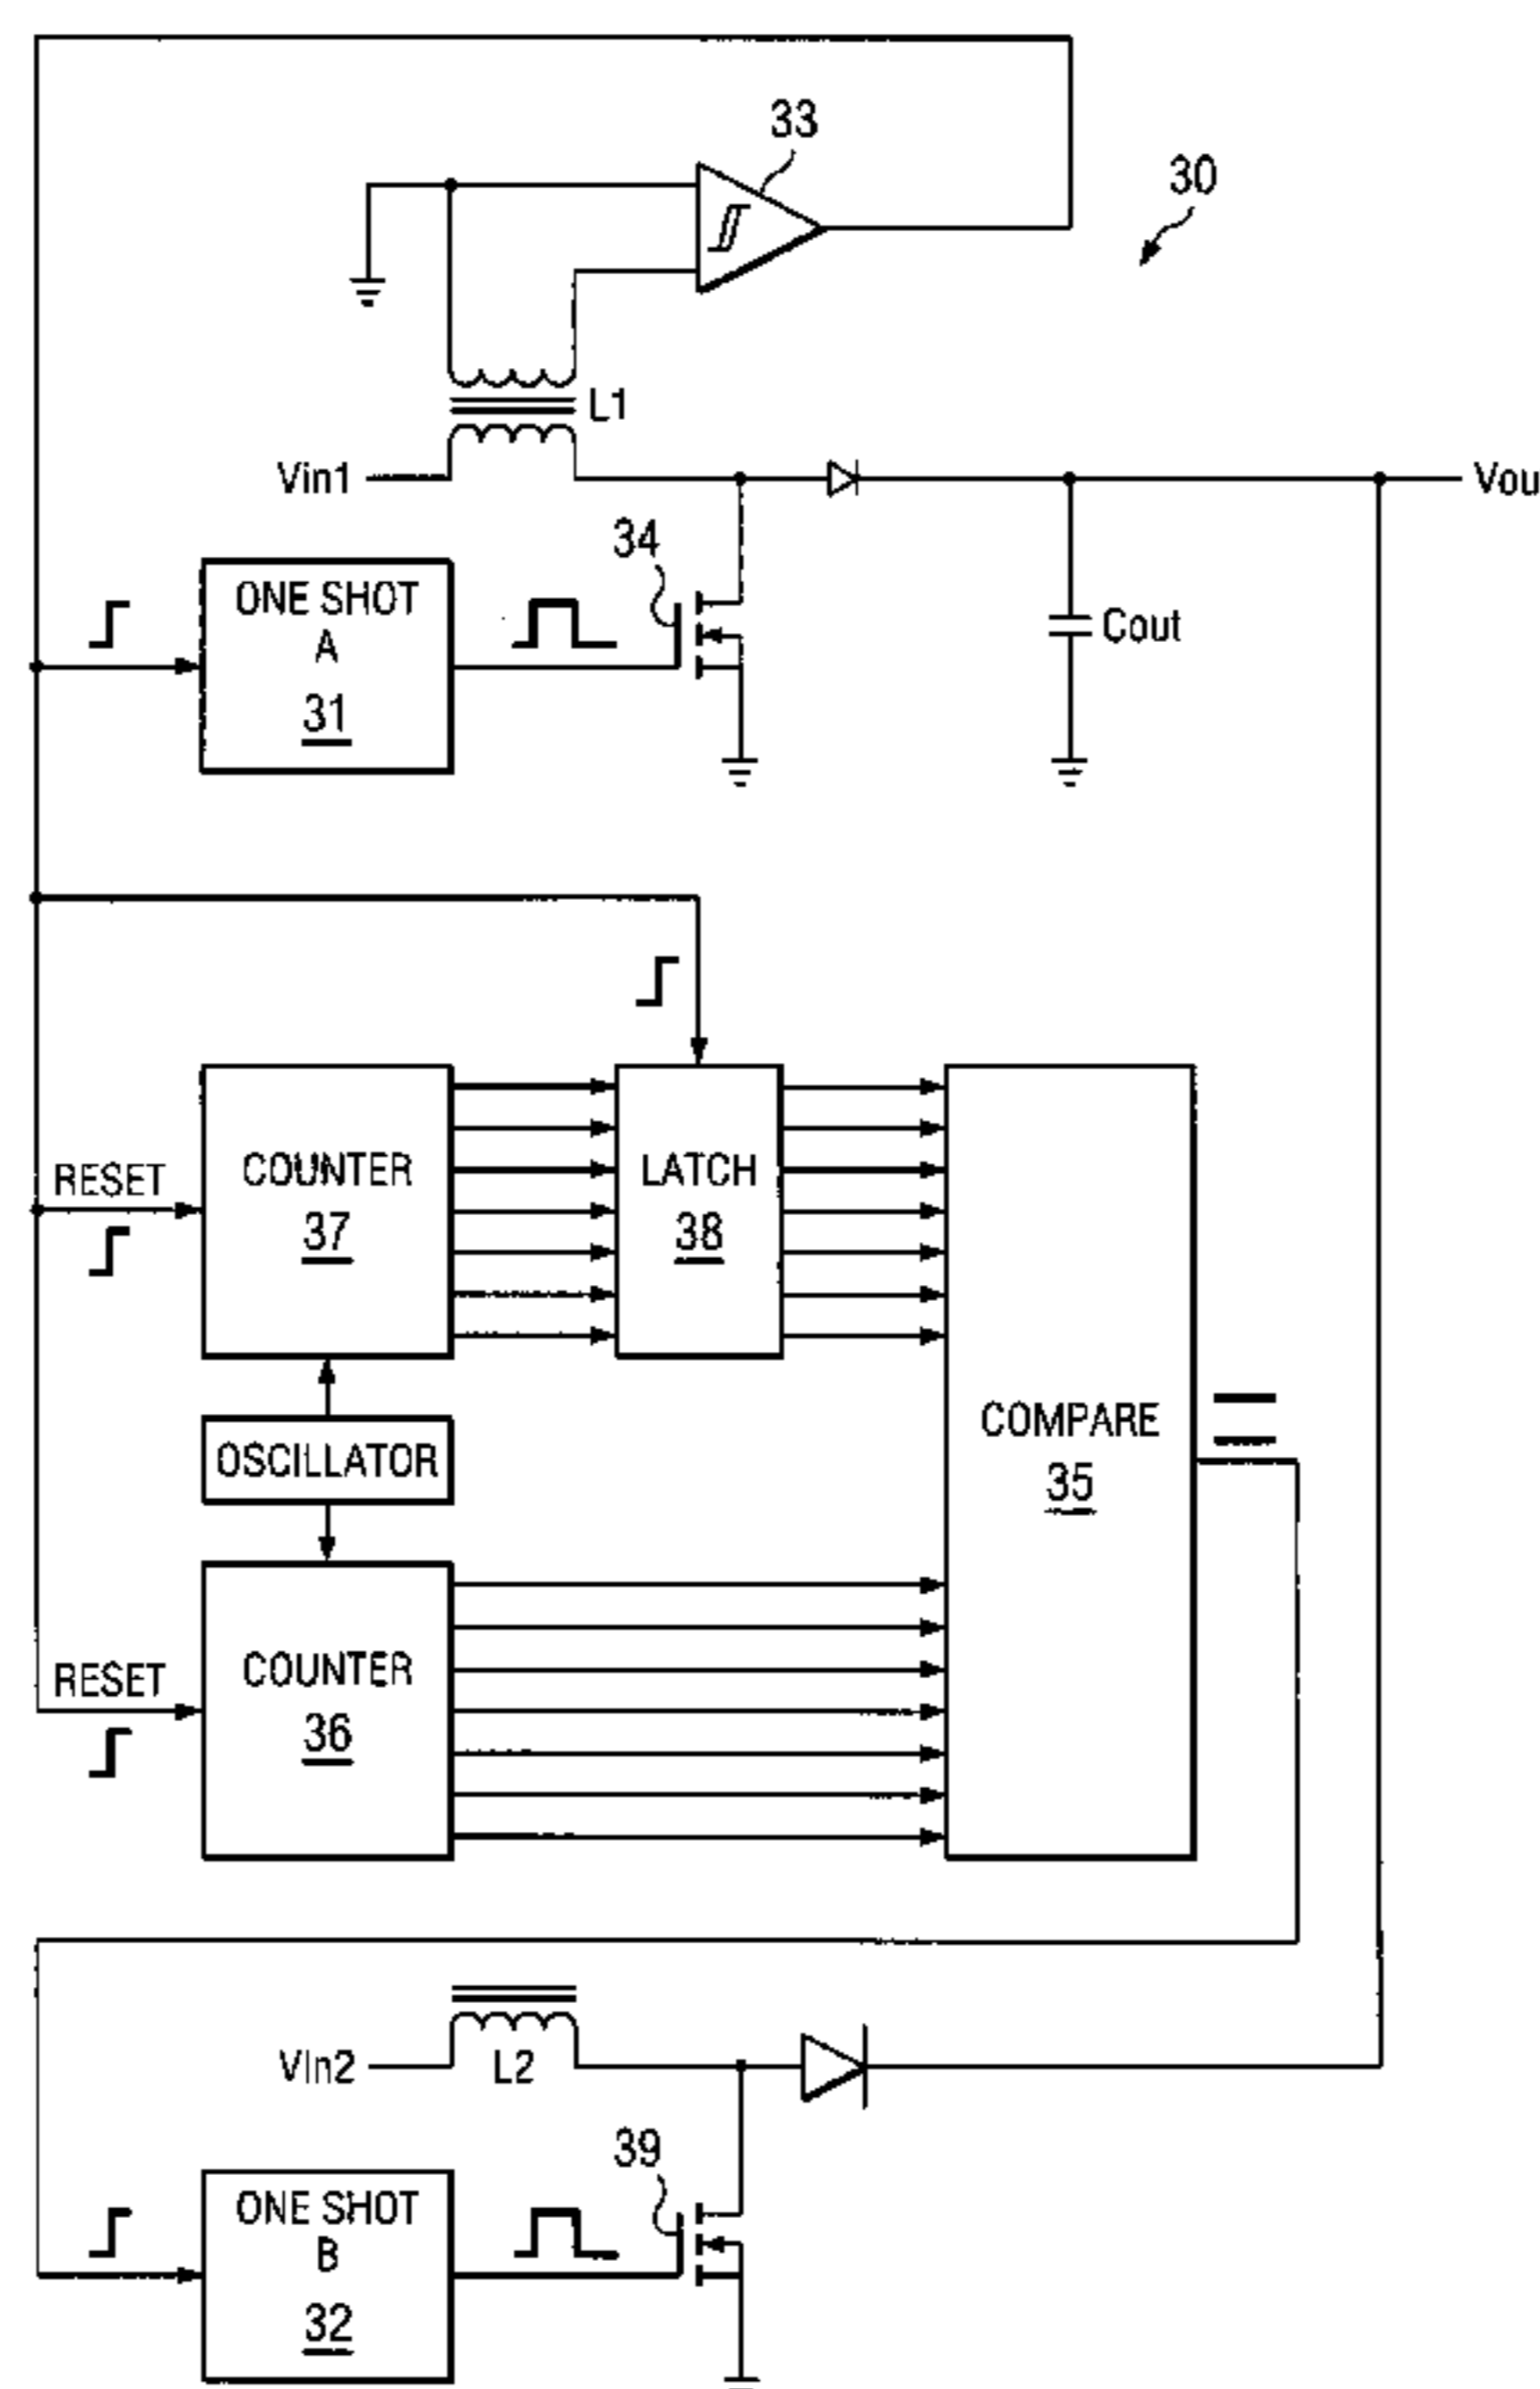 33
30
L1
Vin1
Vou
34
ONE SHOT
A
31
Cout
RESET
COUNTER
37
LATCH
38
COMPARE
35
OSCILLATOR
RESET
COUNTER
36
VIn2
L2
39
ONE SHOT
B
32